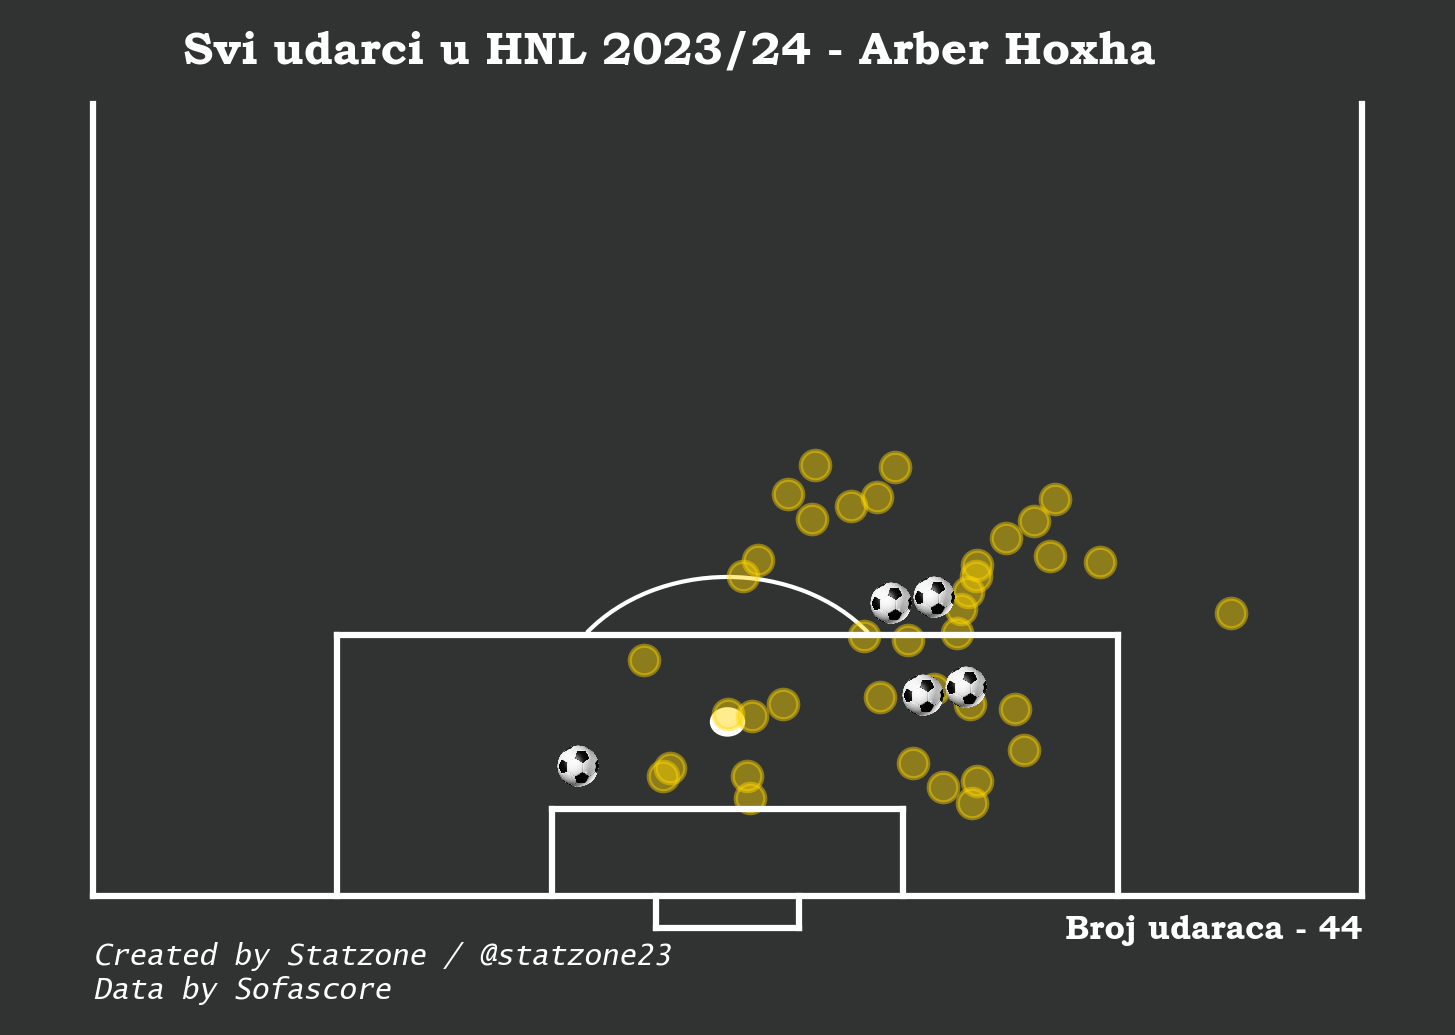 Svi udarci u HNL 2023/24 - Arber Hoxha
Broj udaraca - 44
Created by Statzone / @statzone23
Data by Sofascore